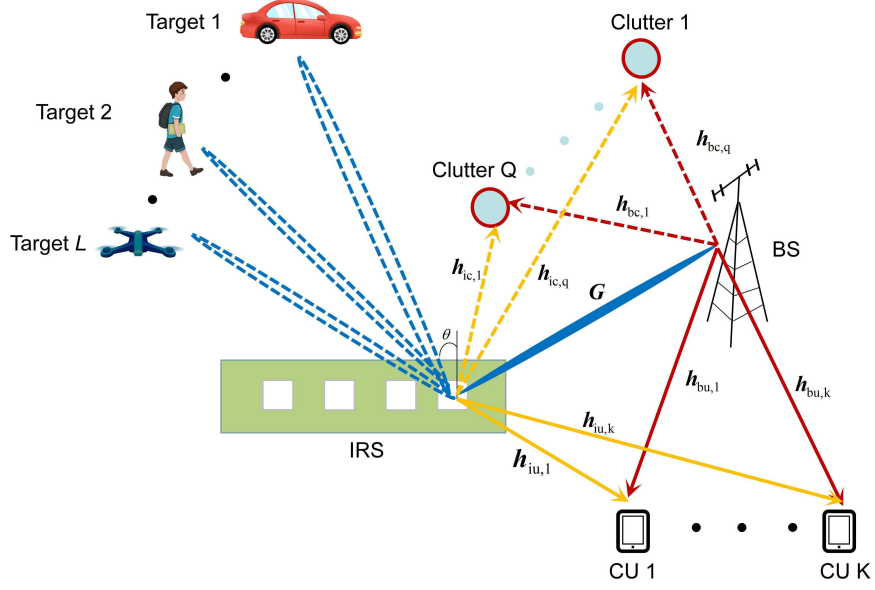 Target 1
Clutter 1
Target 2
h_bc,q
Clutter Q
h_bc,1
Target L
h_ic,1
h_ic,q
G
BS
θ
h_bu,1
h_bu,k
h_iu,k
IRS
h_iu,1
CU 1
CU K